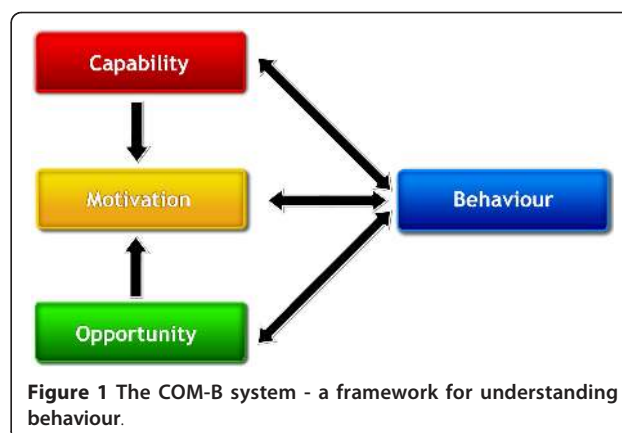 Capability
Motivation
Behaviour
Opportunity
Figure 1 The COM-B system - a framework for understanding
behaviour.